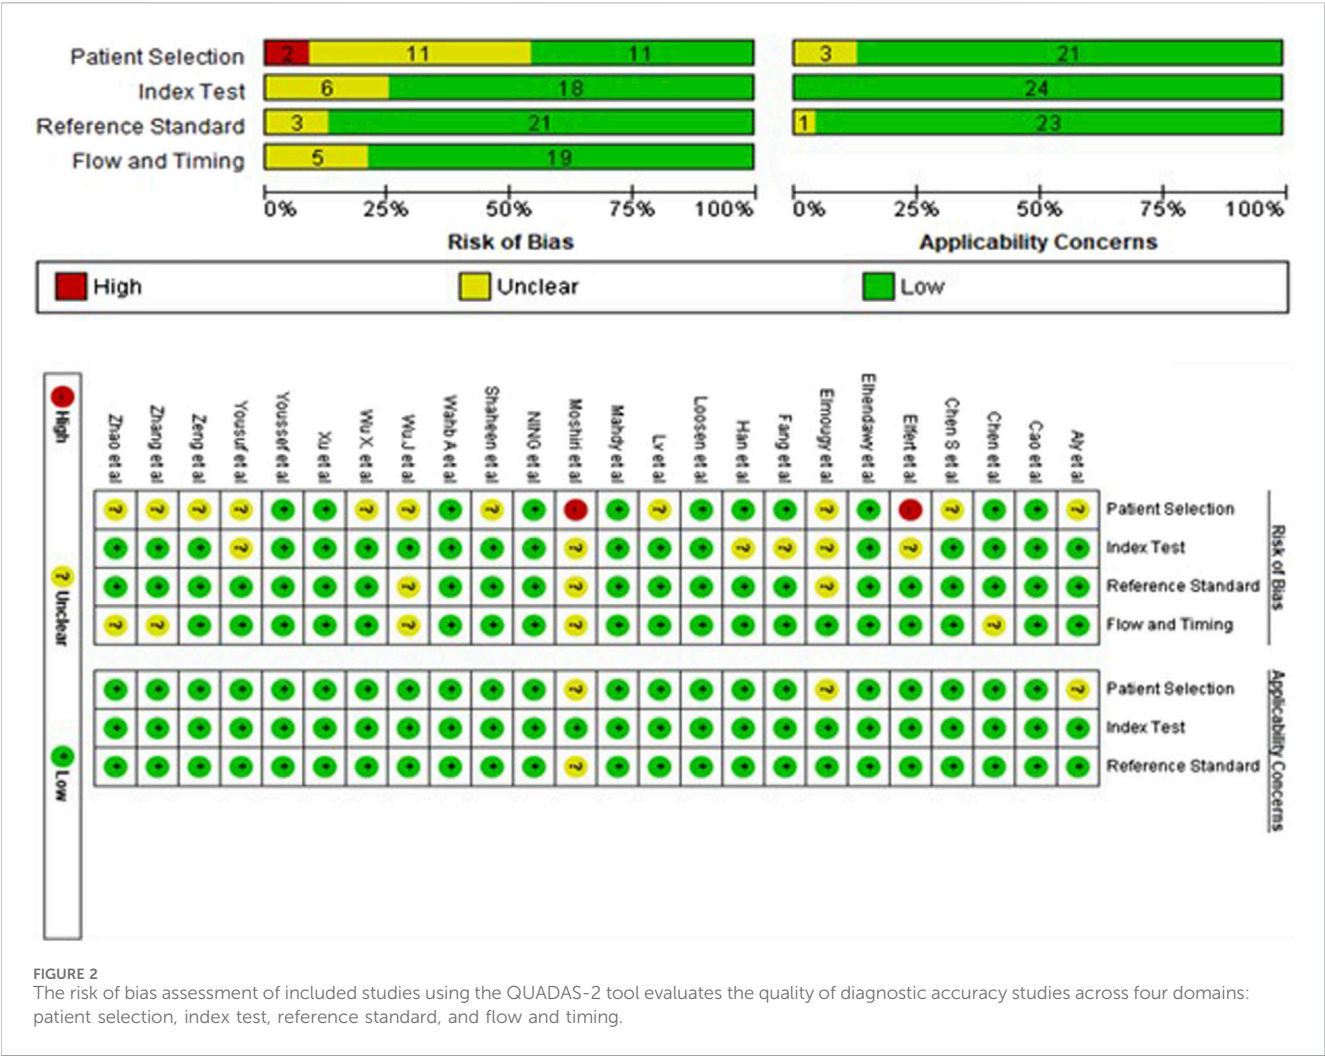 Patient Selection 2 11 11 3 21
Index Test 6 18 24
Reference Standard 3 21 1 23
Flow and Timing 5 19
0% 25% 50% 75% 100% 0% 25% 50% 75% 100%
Risk of Bias Applicability Concerns
High Unclear Low
- High
? Unclear
+ Low
Zhao et al
Zhang et al
Zeng et al
Yousuf et al
Youssef et al
Xu et al
Wu X et al
Wu J et al
Wahb A et al
Shaheen et al
NING et al
Moshiri et al
Mahdy et al
Lv et al
Loosen et al
Han et al
Fang et al
Elmougy et al
Elhendawy et al
Elfert et al
Chen S et al
Chen et al
Cao et al
Aly et al
? ? ? ? + + ? ? + ? + - + ? + + + ? + - ? + + ? Patient Selection
+ + + ? + + + + + + + ? + + + ? ? ? + ? + + + + Index Test
+ + + + + + + ? + + + ? + + + + + ? + + + + + + Reference Standard
? ? + + + + + ? + + + ? + + + + + + + + + ? + + Flow and Timing
Risk of Bias
+ + + + + + + + + + + ? + + + + + ? + + + + + ? Patient Selection
+ + + + + + + + + + + + + + + + + + + + + + + + Index Test
+ + + + + + + + + + + ? + + + + + + + + + + + + Reference Standard
Applicability Concerns
FIGURE 2
The risk of bias assessment of included studies using the QUADAS-2 tool evaluates the quality of diagnostic accuracy studies across four domains:
patient selection, index test, reference standard, and flow and timing.